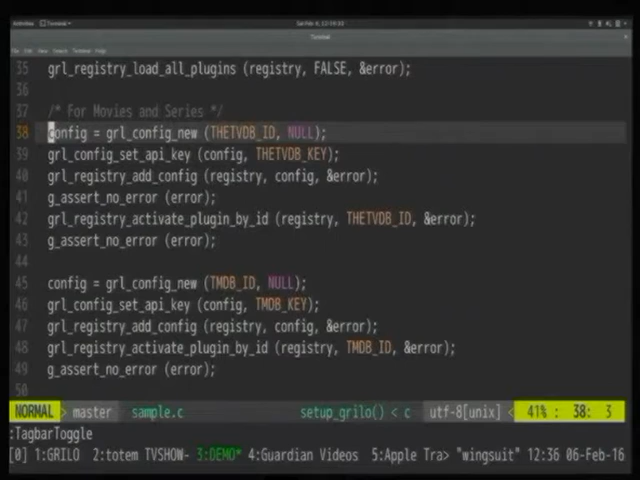 Terminal
35 grl_registry_load_all_plugins (registry, FALSE, &error);
36
37 /* For Movies and Series */
38 config = grl_config_new (THETVDB_ID, NULL);
39 grl_config_set_api_key (config, THETVDB_KEY);
40 grl_registry_add_config (registry, config, &error);
41 g_assert_no_error (error);
42 grl_registry_activate_plugin_by_id (registry, THETVDB_ID, &error);
43 g_assert_no_error (error);
44
45 config = grl_config_new (TMDB_ID, NULL);
46 grl_config_set_api_key (config, TMDB_KEY);
47 grl_registry_add_config (registry, config, &error);
48 grl_registry_activate_plugin_by_id (registry, TMDB_ID, &error);
49 g_assert_no_error (error);
50
NORMAL > master sample.c setup_grilo() < c utf-8[unix] < 41% : 38: 3
:TagbarToggle
[0] 1:GRILO 2:totem TVSHOW- 3:DEMO* 4:Guardian Videos 5:Apple Tra> "wingsuit" 12:36 06-Feb-16